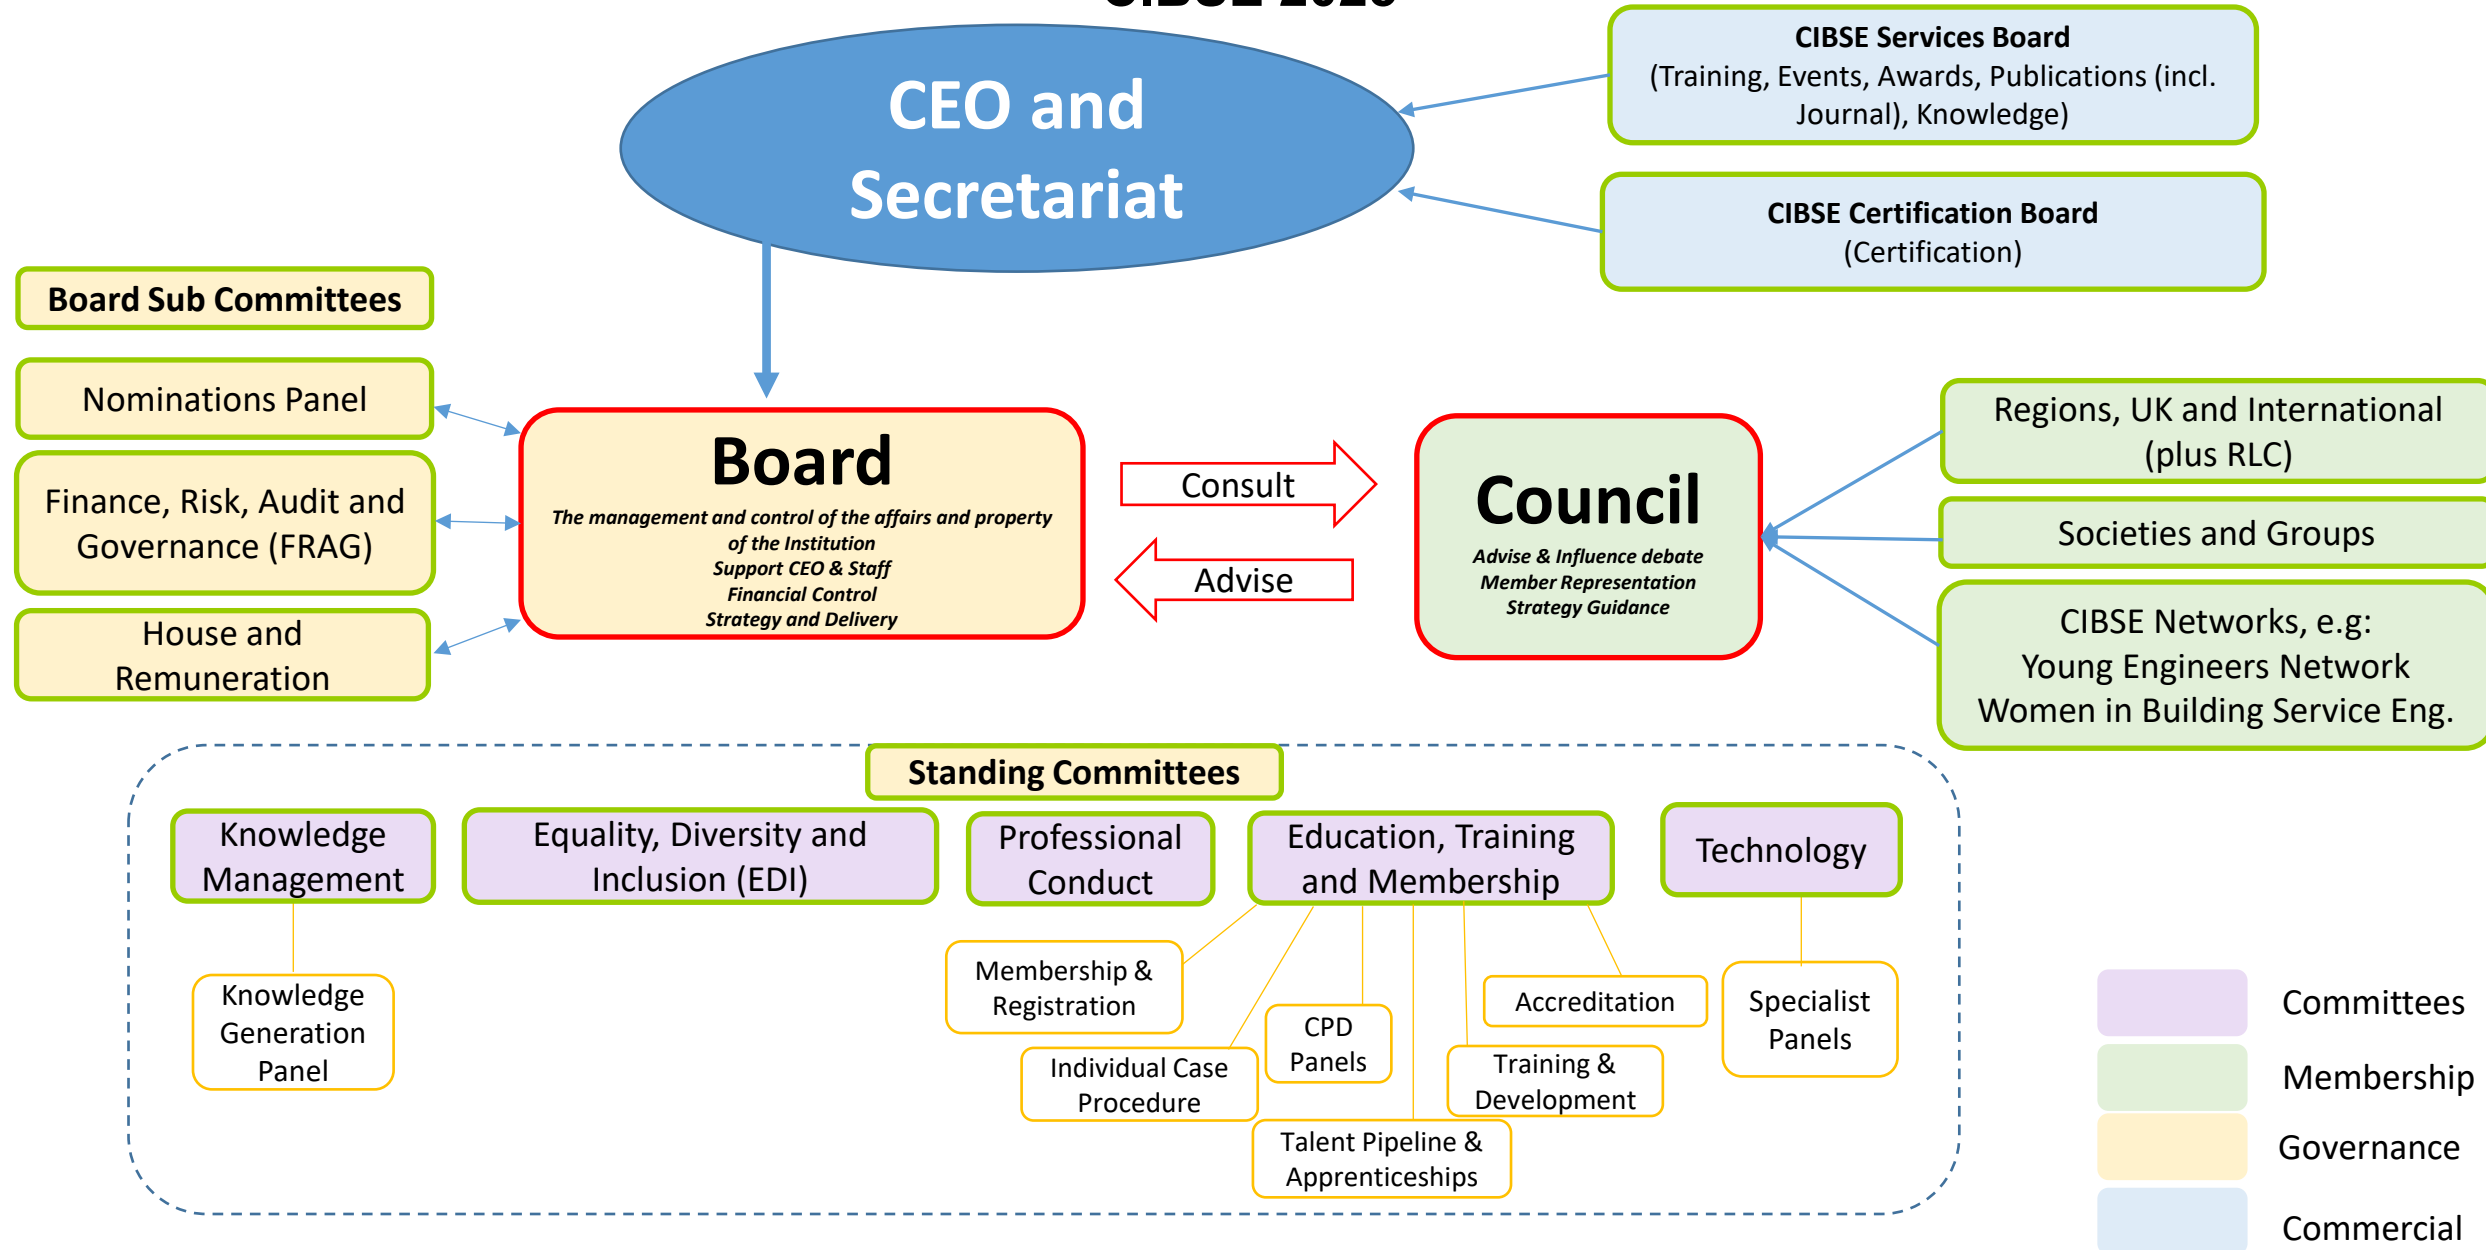 CIBSE Services Board
(Training, Events, Awards, Publications (incl.
Journal), Knowledge)
CEO and
Secretariat
CIBSE Certification Board
(Certification)
Board Sub Committees
Nominations Panel
Finance, Risk, Audit and
Governance (FRAG)
House and
Remuneration
Board
The management and control of the affairs and property
of the Institution
Support CEO & Staff
Financial Control
Strategy and Delivery
Consult
Advise
Council
Advise & Influence debate
Member Representation
Strategy Guidance
Regions, UK and International
(plus RLC)
Societies and Groups
CIBSE Networks, e.g:
Young Engineers Network
Women in Building Service Eng.
Standing Committees
Knowledge
Management
Equality, Diversity and
Inclusion (EDI)
Professional
Conduct
Education, Training
and Membership
Technology
Knowledge
Generation
Panel
Membership &
Registration
Individual Case
Procedure
CPD
Panels
Talent Pipeline &
Apprenticeships
Training &
Development
Accreditation
Specialist
Panels
Committees
Membership
Governance
Commercial